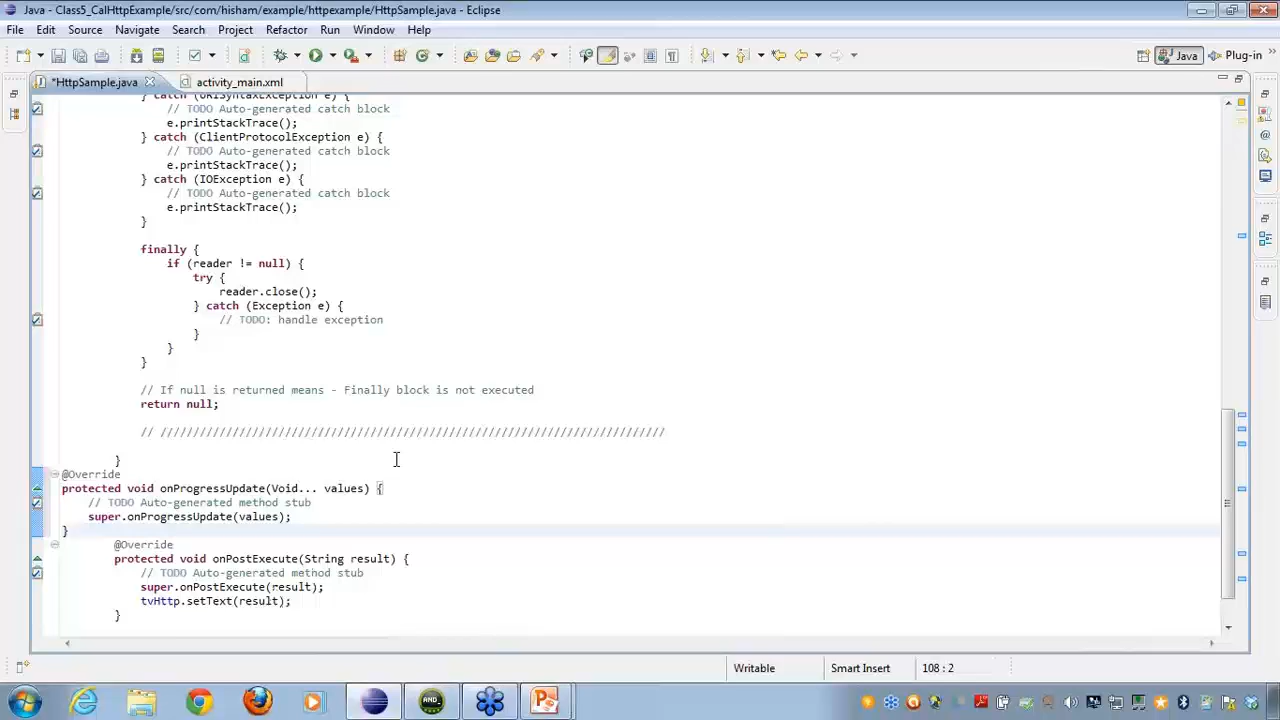 Java - Class5_CalHttpExample/src/com/hisham/example/httpexample/HttpSample.java - Eclipse
File Edit Source Navigate Search Project Refactor Run Window Help
Java Plug-in
*HttpSample.java activity_main.xml
} catch (URISyntaxException e) {
// TODO Auto-generated catch block
e.printStackTrace();
} catch (ClientProtocolException e) {
// TODO Auto-generated catch block
e.printStackTrace();
} catch (IOException e) {
// TODO Auto-generated catch block
e.printStackTrace();
}
finally {
if (reader != null) {
try {
reader.close();
} catch (Exception e) {
// TODO: handle exception
}
}
}
// If null is returned means - Finally block is not executed
return null;
// /////////////////////////////////////////////////////////////////////////////
}
@Override
protected void onProgressUpdate(Void... values) {
// TODO Auto-generated method stub
super.onProgressUpdate(values);
}
@Override
protected void onPostExecute(String result) {
// TODO Auto-generated method stub
super.onPostExecute(result);
tvHttp.setText(result);
}
Writable Smart Insert 108 : 2
AND